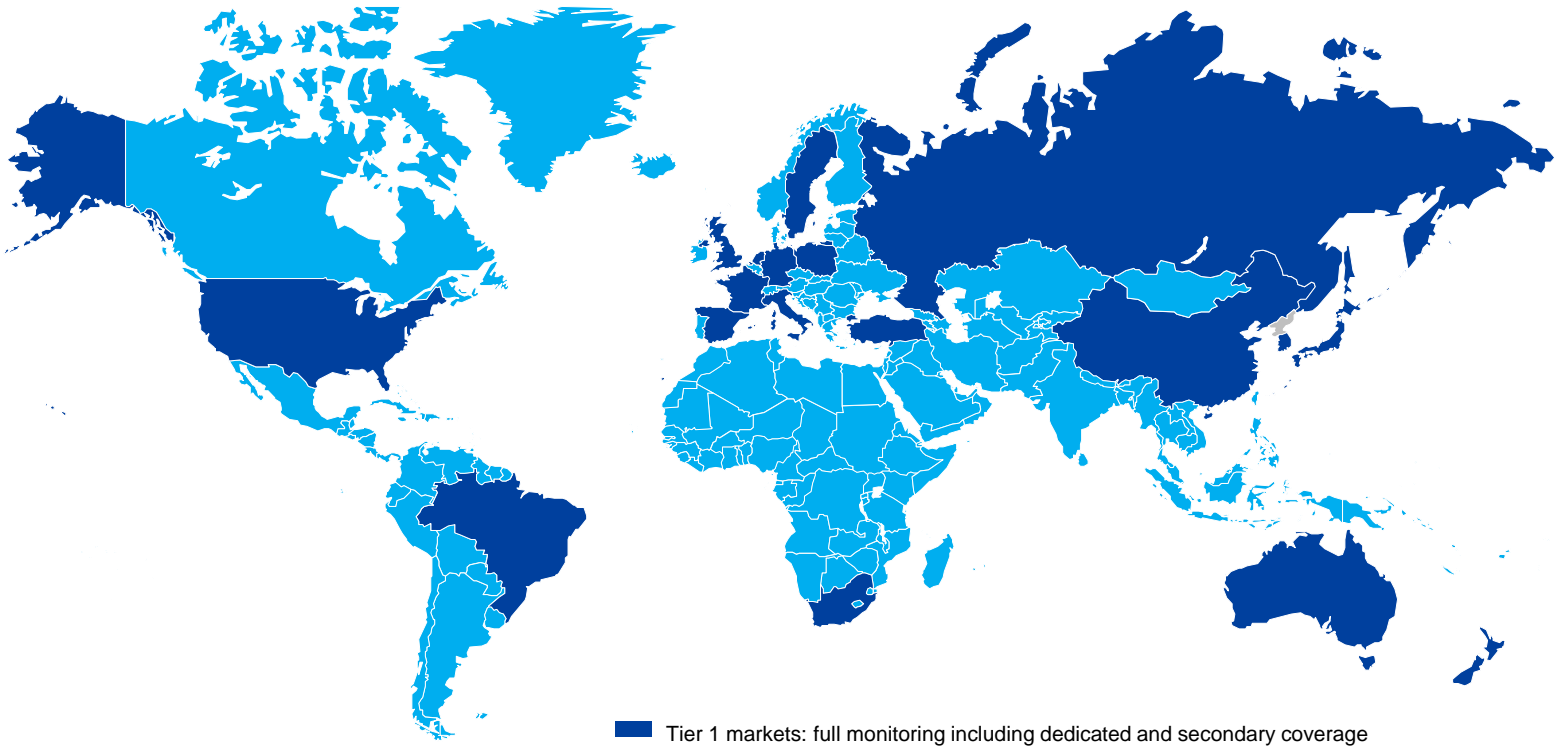 Tier 1 markets: full monitoring including dedicated and secondary coverage